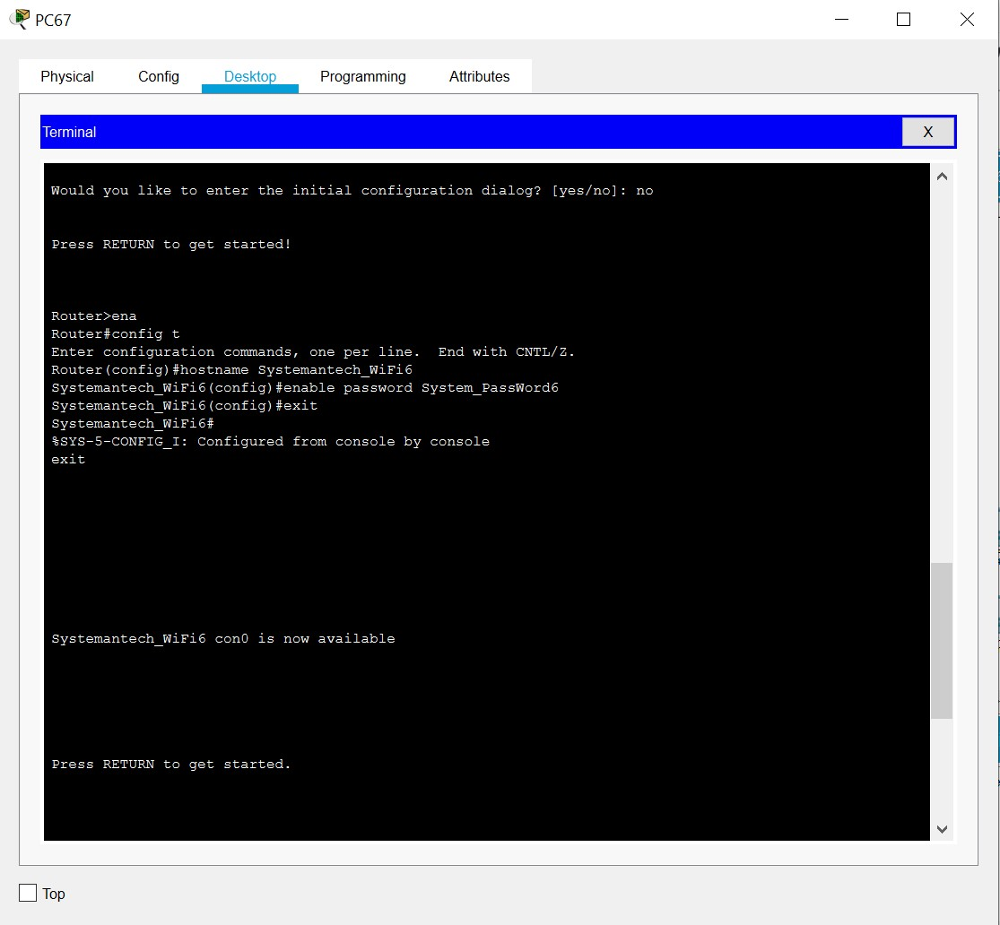 PC67
Physical Config Desktop Programming Attributes
Terminal X
Would you like to enter the initial configuration dialog? [yes/no]: no
Press RETURN to get started!
Router>ena
Router#config t
Enter configuration commands, one per line.  End with CNTL/Z.
Router(config)#hostname Systemantech_WiFi6
Systemantech_WiFi6(config)#enable password System_PassWord6
Systemantech_WiFi6(config)#exit
Systemantech_WiFi6#
%SYS-5-CONFIG_I: Configured from console by console
exit
Systemantech_WiFi6 con0 is now available
Press RETURN to get started.
Top